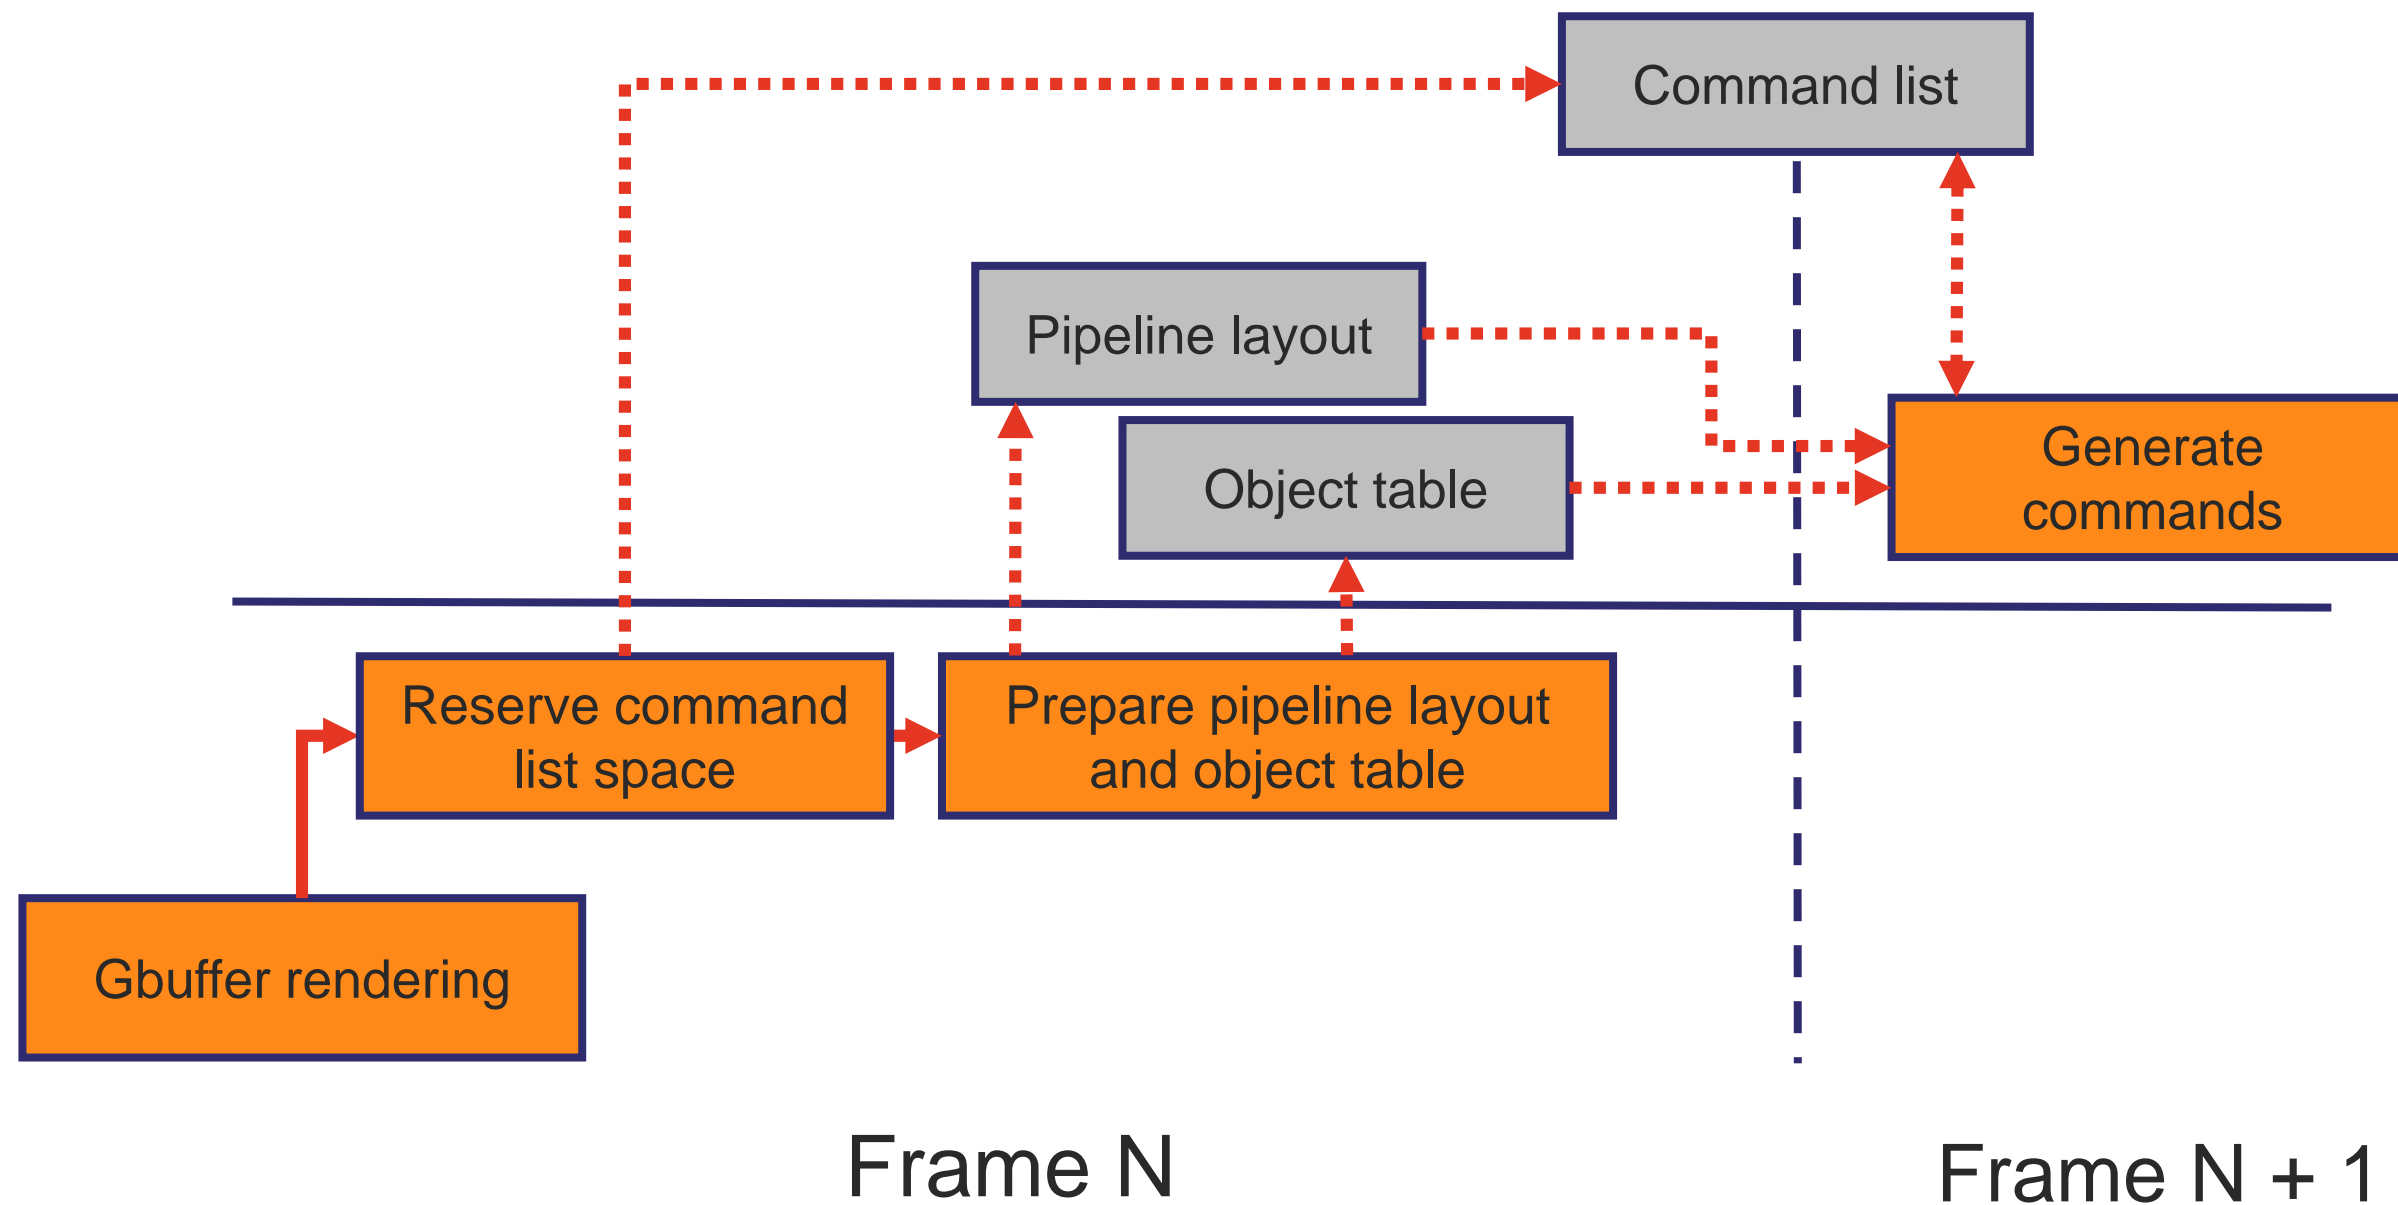 Command list
Pipeline layout
Object table
Generate
commands
Reserve command
list space
Prepare pipeline layout
and object table
Gbuffer rendering
Frame N
Frame N + 1